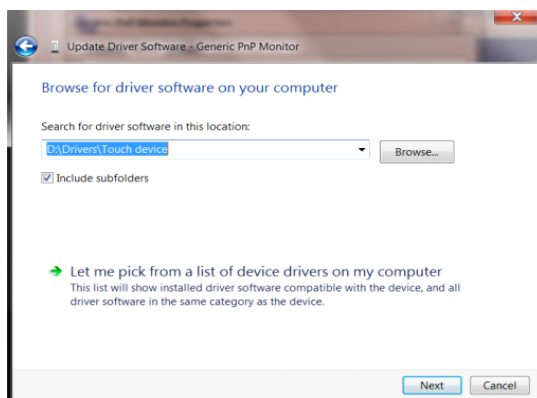 Update Driver Software - Generic PnP Monitor
Browse for driver software on your computer
Search for driver software in this location:
D:\Drivers\Touch device
Browse...
Include subfolders
Let me pick from a list of device drivers on my computer
This list will show installed driver software compatible with the device, and all
driver software in the same category as the device.
Next
Cancel